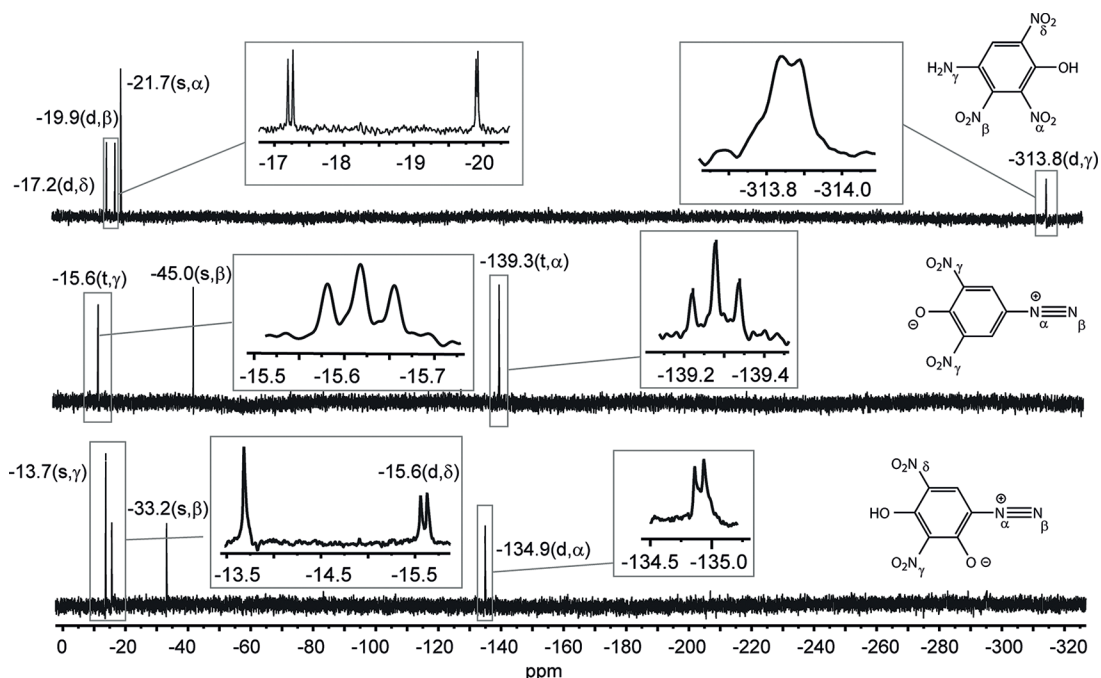 -21.7(s,α)
-19.9(d,β)
-17.2(d,δ)
-17 -18 -19 -20
-313.8 -314.0
-313.8(d,γ)
NO2
δ
H2N
γ
OH
O2N
β
NO2
α
-15.6(t,γ)
-45.0(s,β)
-15.5 -15.6 -15.7
-139.3(t,α)
-139.2 -139.4
O2N
γ
O
⊖
⊕
N
α
N
β
O2N
γ
-13.7(s,γ)
-33.2(s,β)
-15.6(d,δ)
-13.5 -14.5 -15.5
-134.9(d,α)
-134.5 -135.0
O2N
δ
HO
⊕
N
α
N
β
O2N
γ
O ⊖
0 -20 -40 -60 -80 -100 -120 -140 -160 -180 -200 -220 -240 -260 -280 -300 -320
ppm